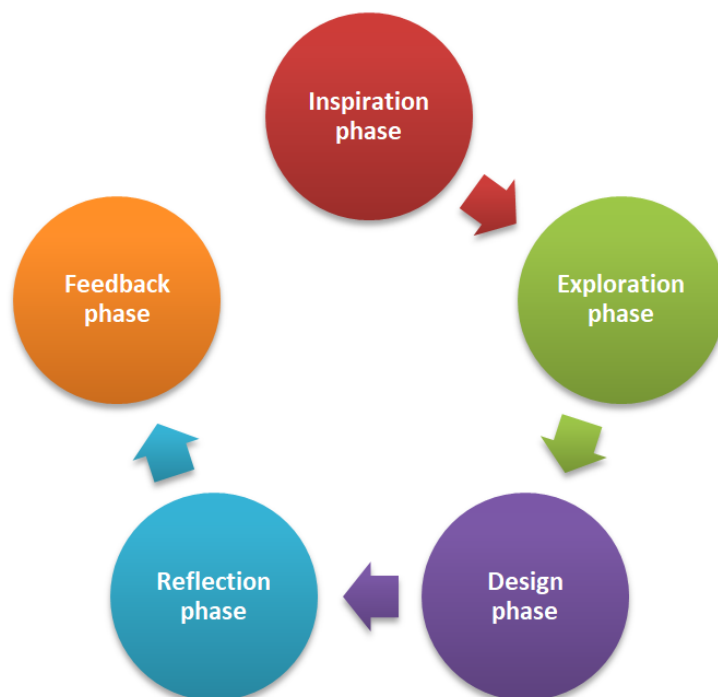 Inspiration
phase
Exploration
phase
Design
phase
Reflection
phase
Feedback
phase